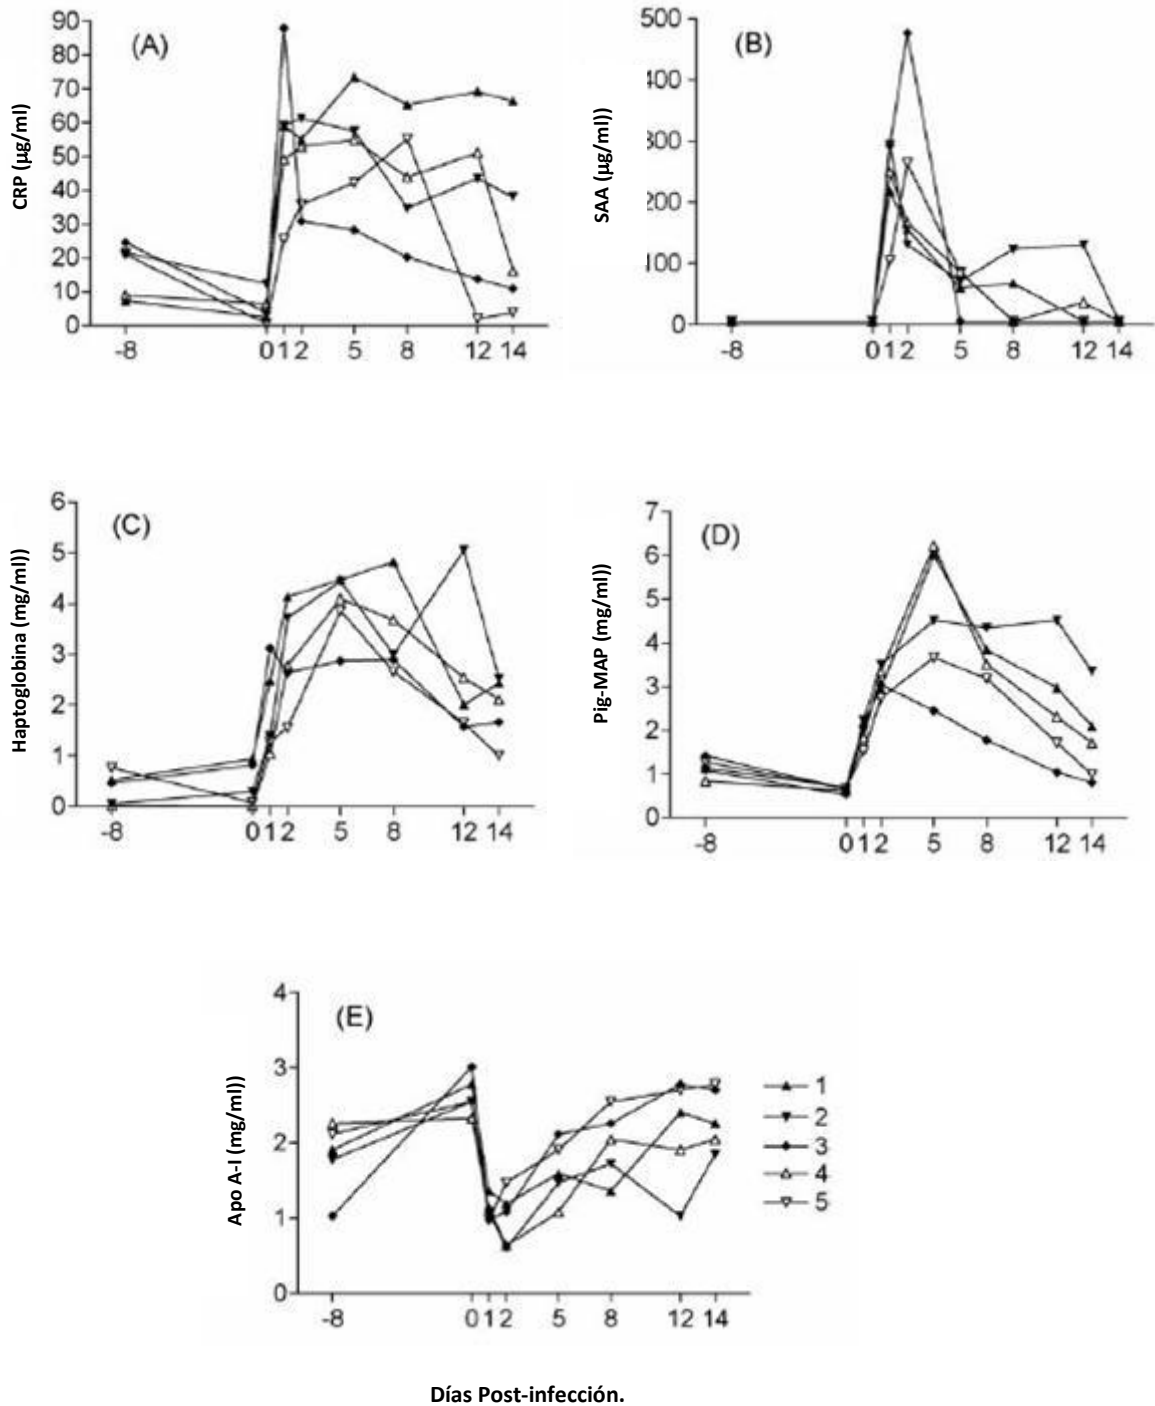 (A)
CRP (µg/ml)
90
80
70
60
50
40
30
20
10
0
-8 0 1 2 5 8 12 14
(B)
SAA (µg/ml))
500
400
300
200
100
0
-8 0 1 2 5 8 12 14
(C)
Haptoglobina (mg/ml))
6
5
4
3
2
1
0
-8 0 1 2 5 8 12 14
(D)
Pig-MAP (mg/ml))
7
6
5
4
3
2
1
0
-8 0 1 2 5 8 12 14
(E)
Apo A-I (mg/ml))
4
3
2
1
0
-8 0 1 2 5 8 12 14
1
2
3
4
5
Días Post-infección.